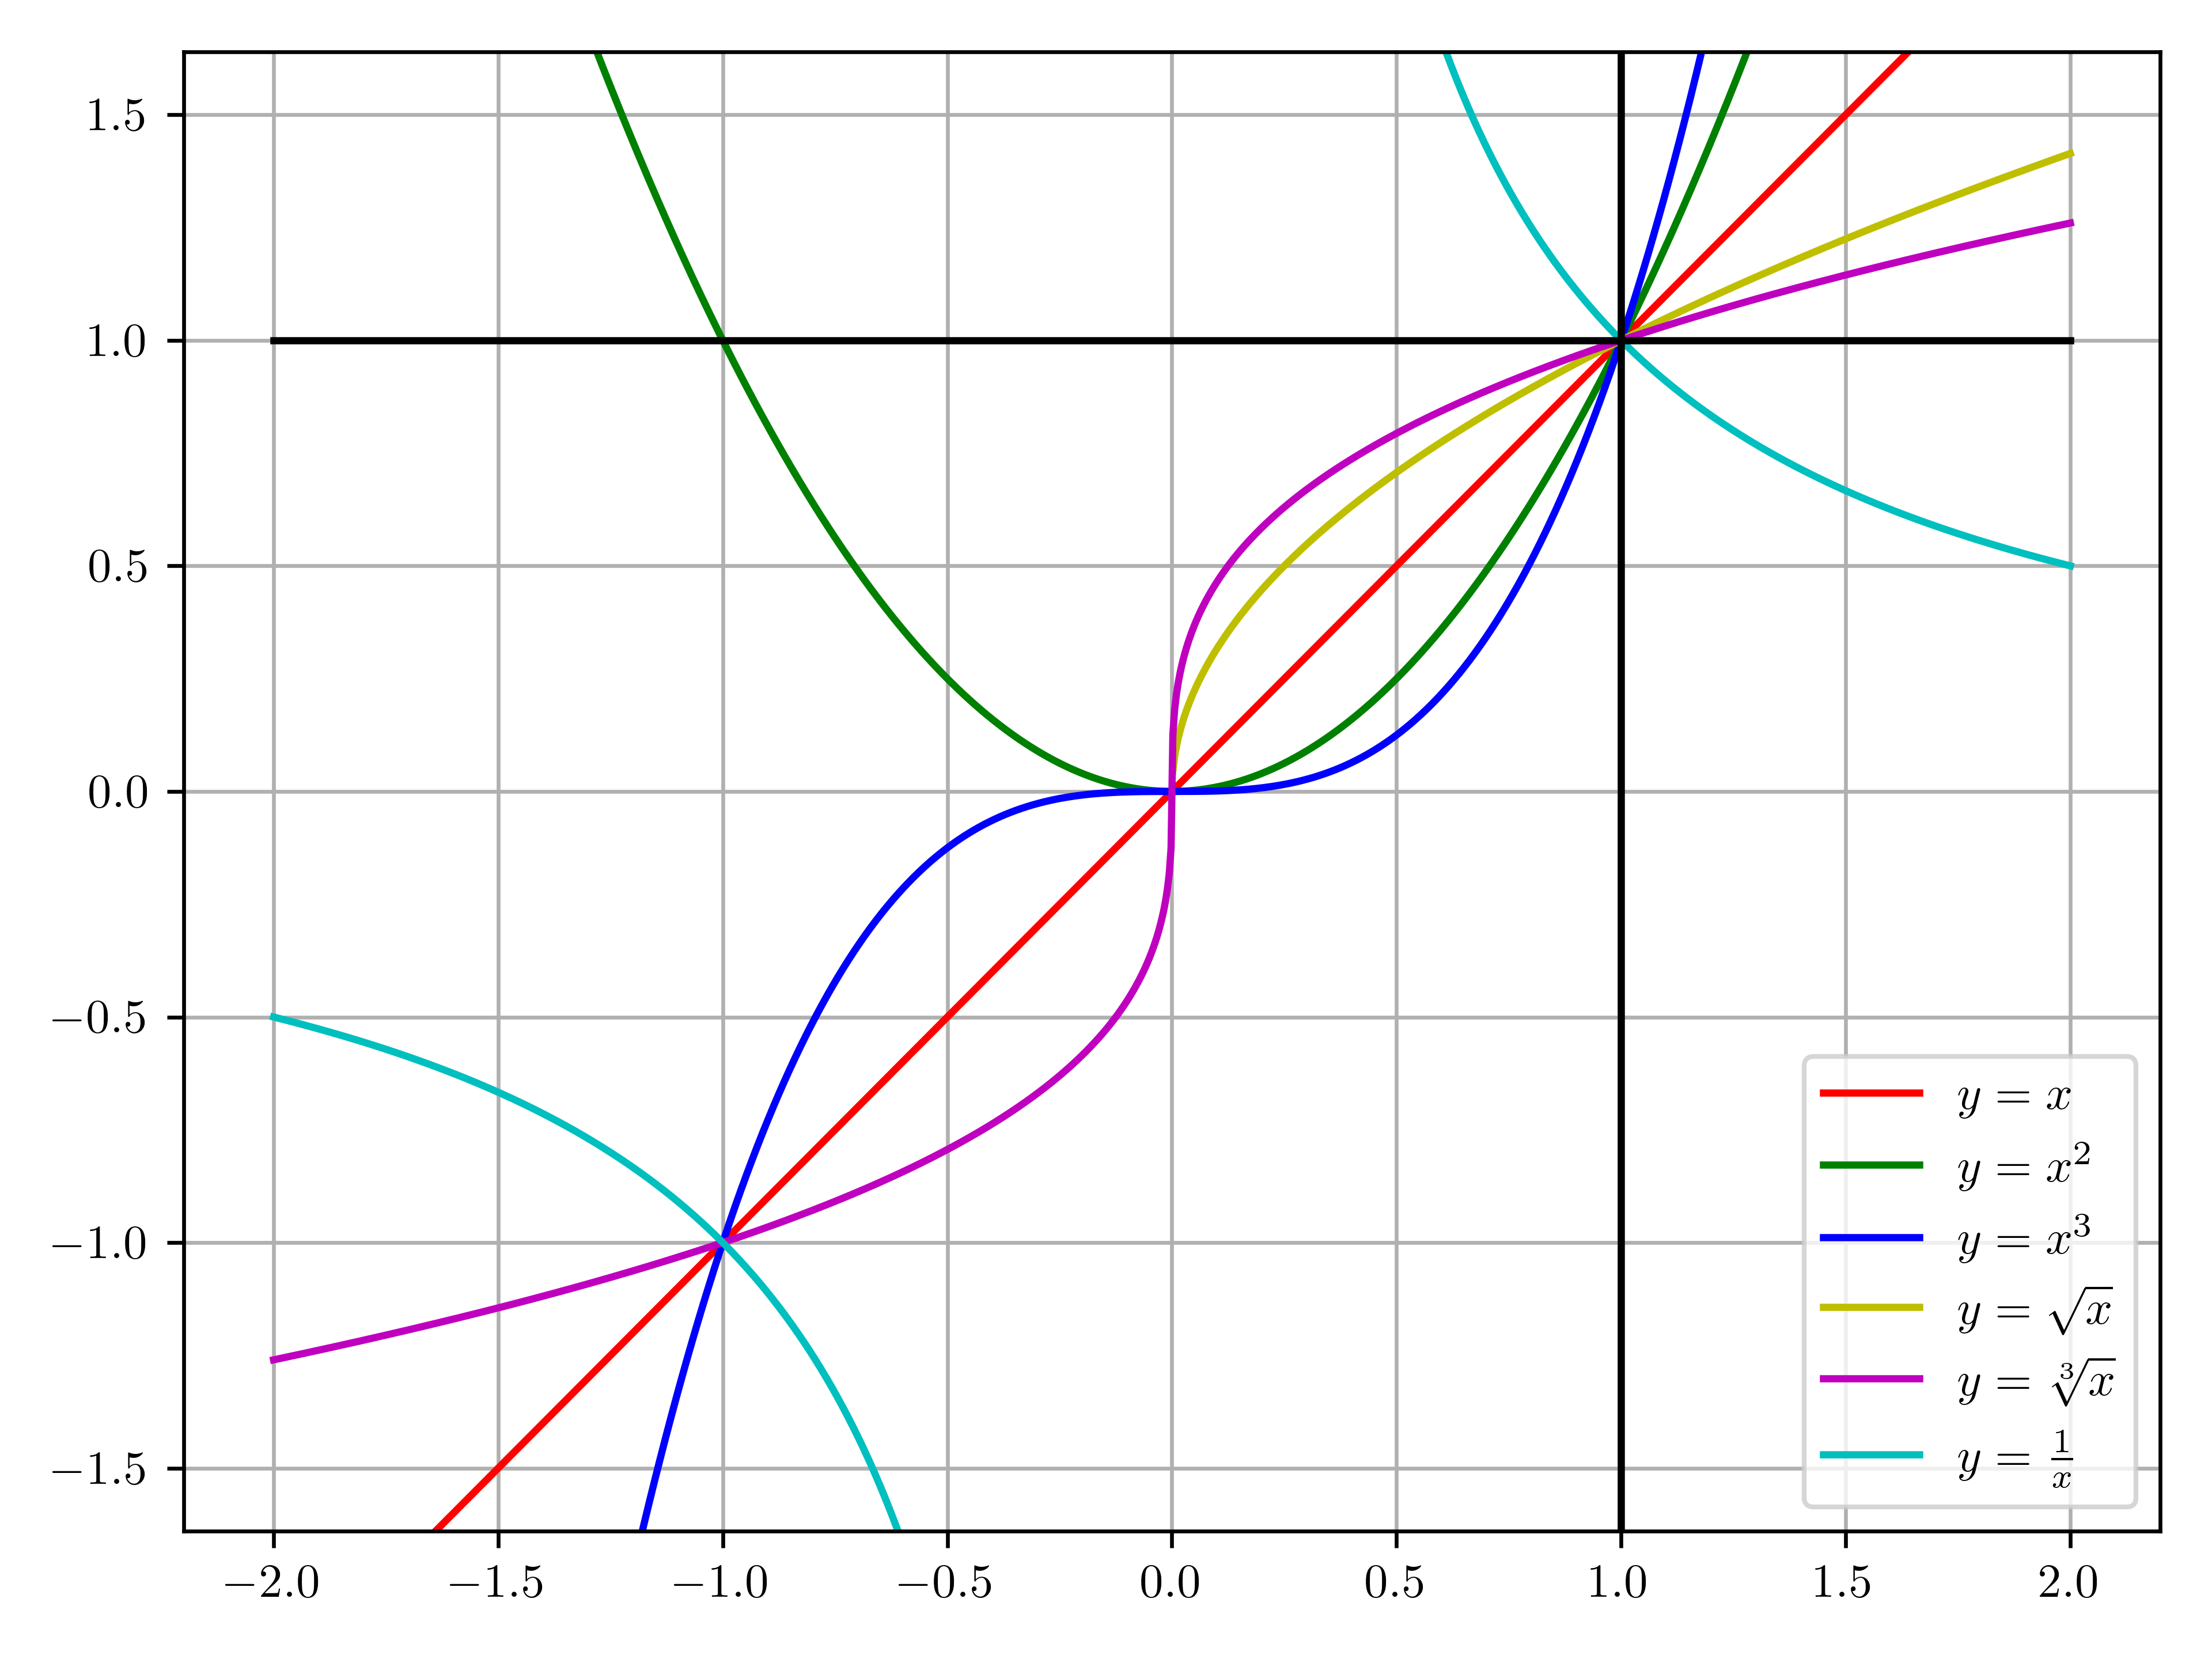 1.5
1.0
0.5
0.0
−0.5
−1.0
−1.5
−2.0 −1.5 −1.0 −0.5 0.0 0.5 1.0 1.5 2.0
y = x
y = x²
y = x³
y = √x
y = ∛x
y = 1/x